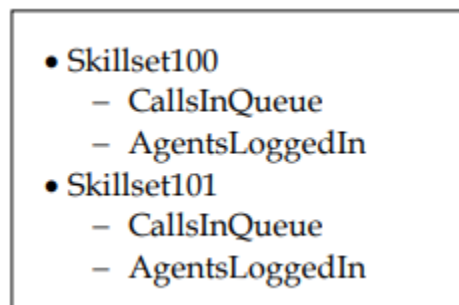 • Skillset100
– CallsInQueue
– AgentsLoggedIn
• Skillset101
– CallsInQueue
– AgentsLoggedIn